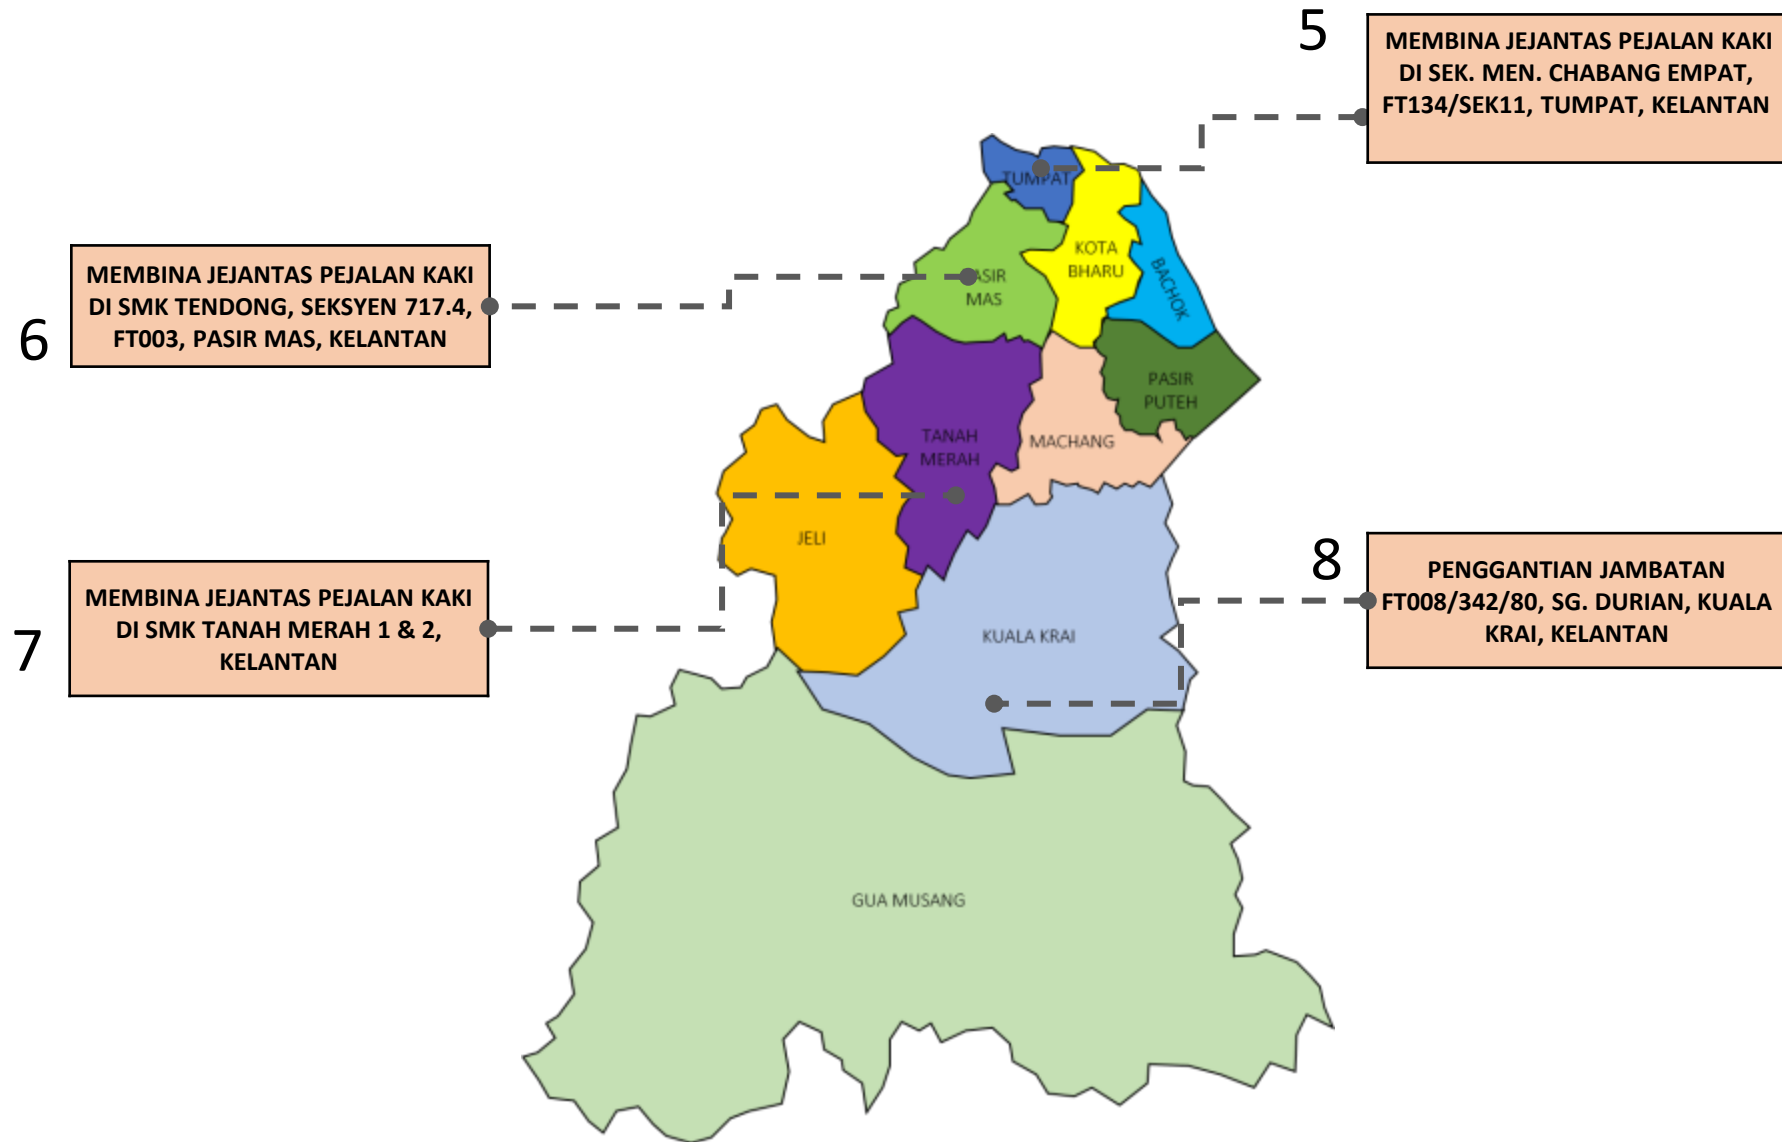 5
MEMBINA JEJANTAS PEJALAN KAKI
DI SEK. MEN. CHABANG EMPAT,
FT134/SEK11, TUMPAT, KELANTAN
6
MEMBINA JEJANTAS PEJALAN KAKI
DI SMK TENDONG, SEKSYEN 717.4,
FT003, PASIR MAS, KELANTAN
7
MEMBINA JEJANTAS PEJALAN KAKI
DI SMK TANAH MERAH 1 & 2,
KELANTAN
8
PENGGANTIAN JAMBATAN
FT008/342/80, SG. DURIAN, KUALA
KRAI, KELANTAN
TUMPAT
KOTA
BHARU
BACHOK
PASIR
MAS
PASIR
PUTEH
TANAH
MERAH
MACHANG
JELI
KUALA KRAI
GUA MUSANG